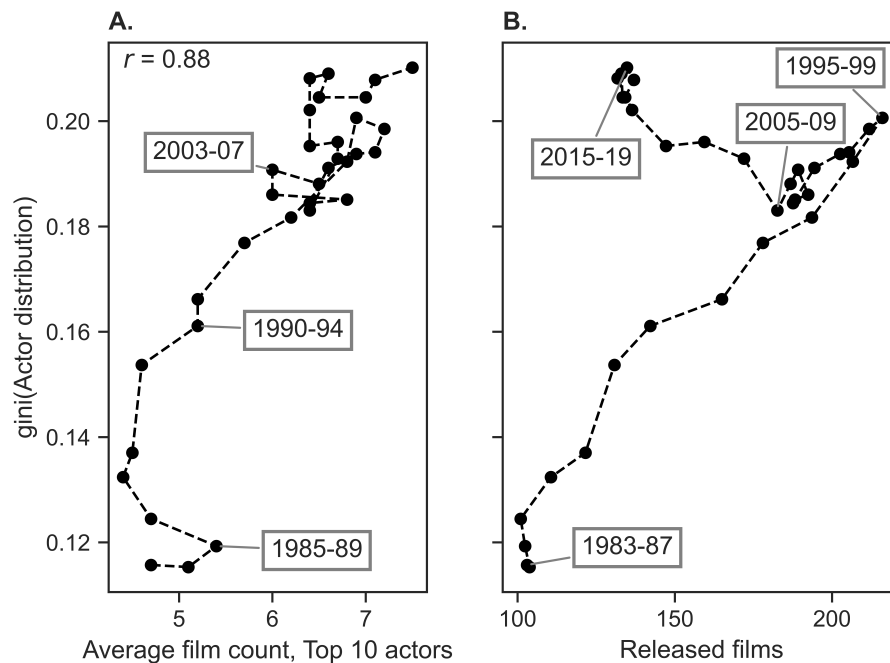 A.
B.
r = 0.88
1995-99
2003-07
2015-19
2005-09
1990-94
1985-89
1983-87
gini(Actor distribution)
0.20
0.18
0.16
0.14
0.12
5 6 7
100 150 200
Average film count, Top 10 actors
Released films